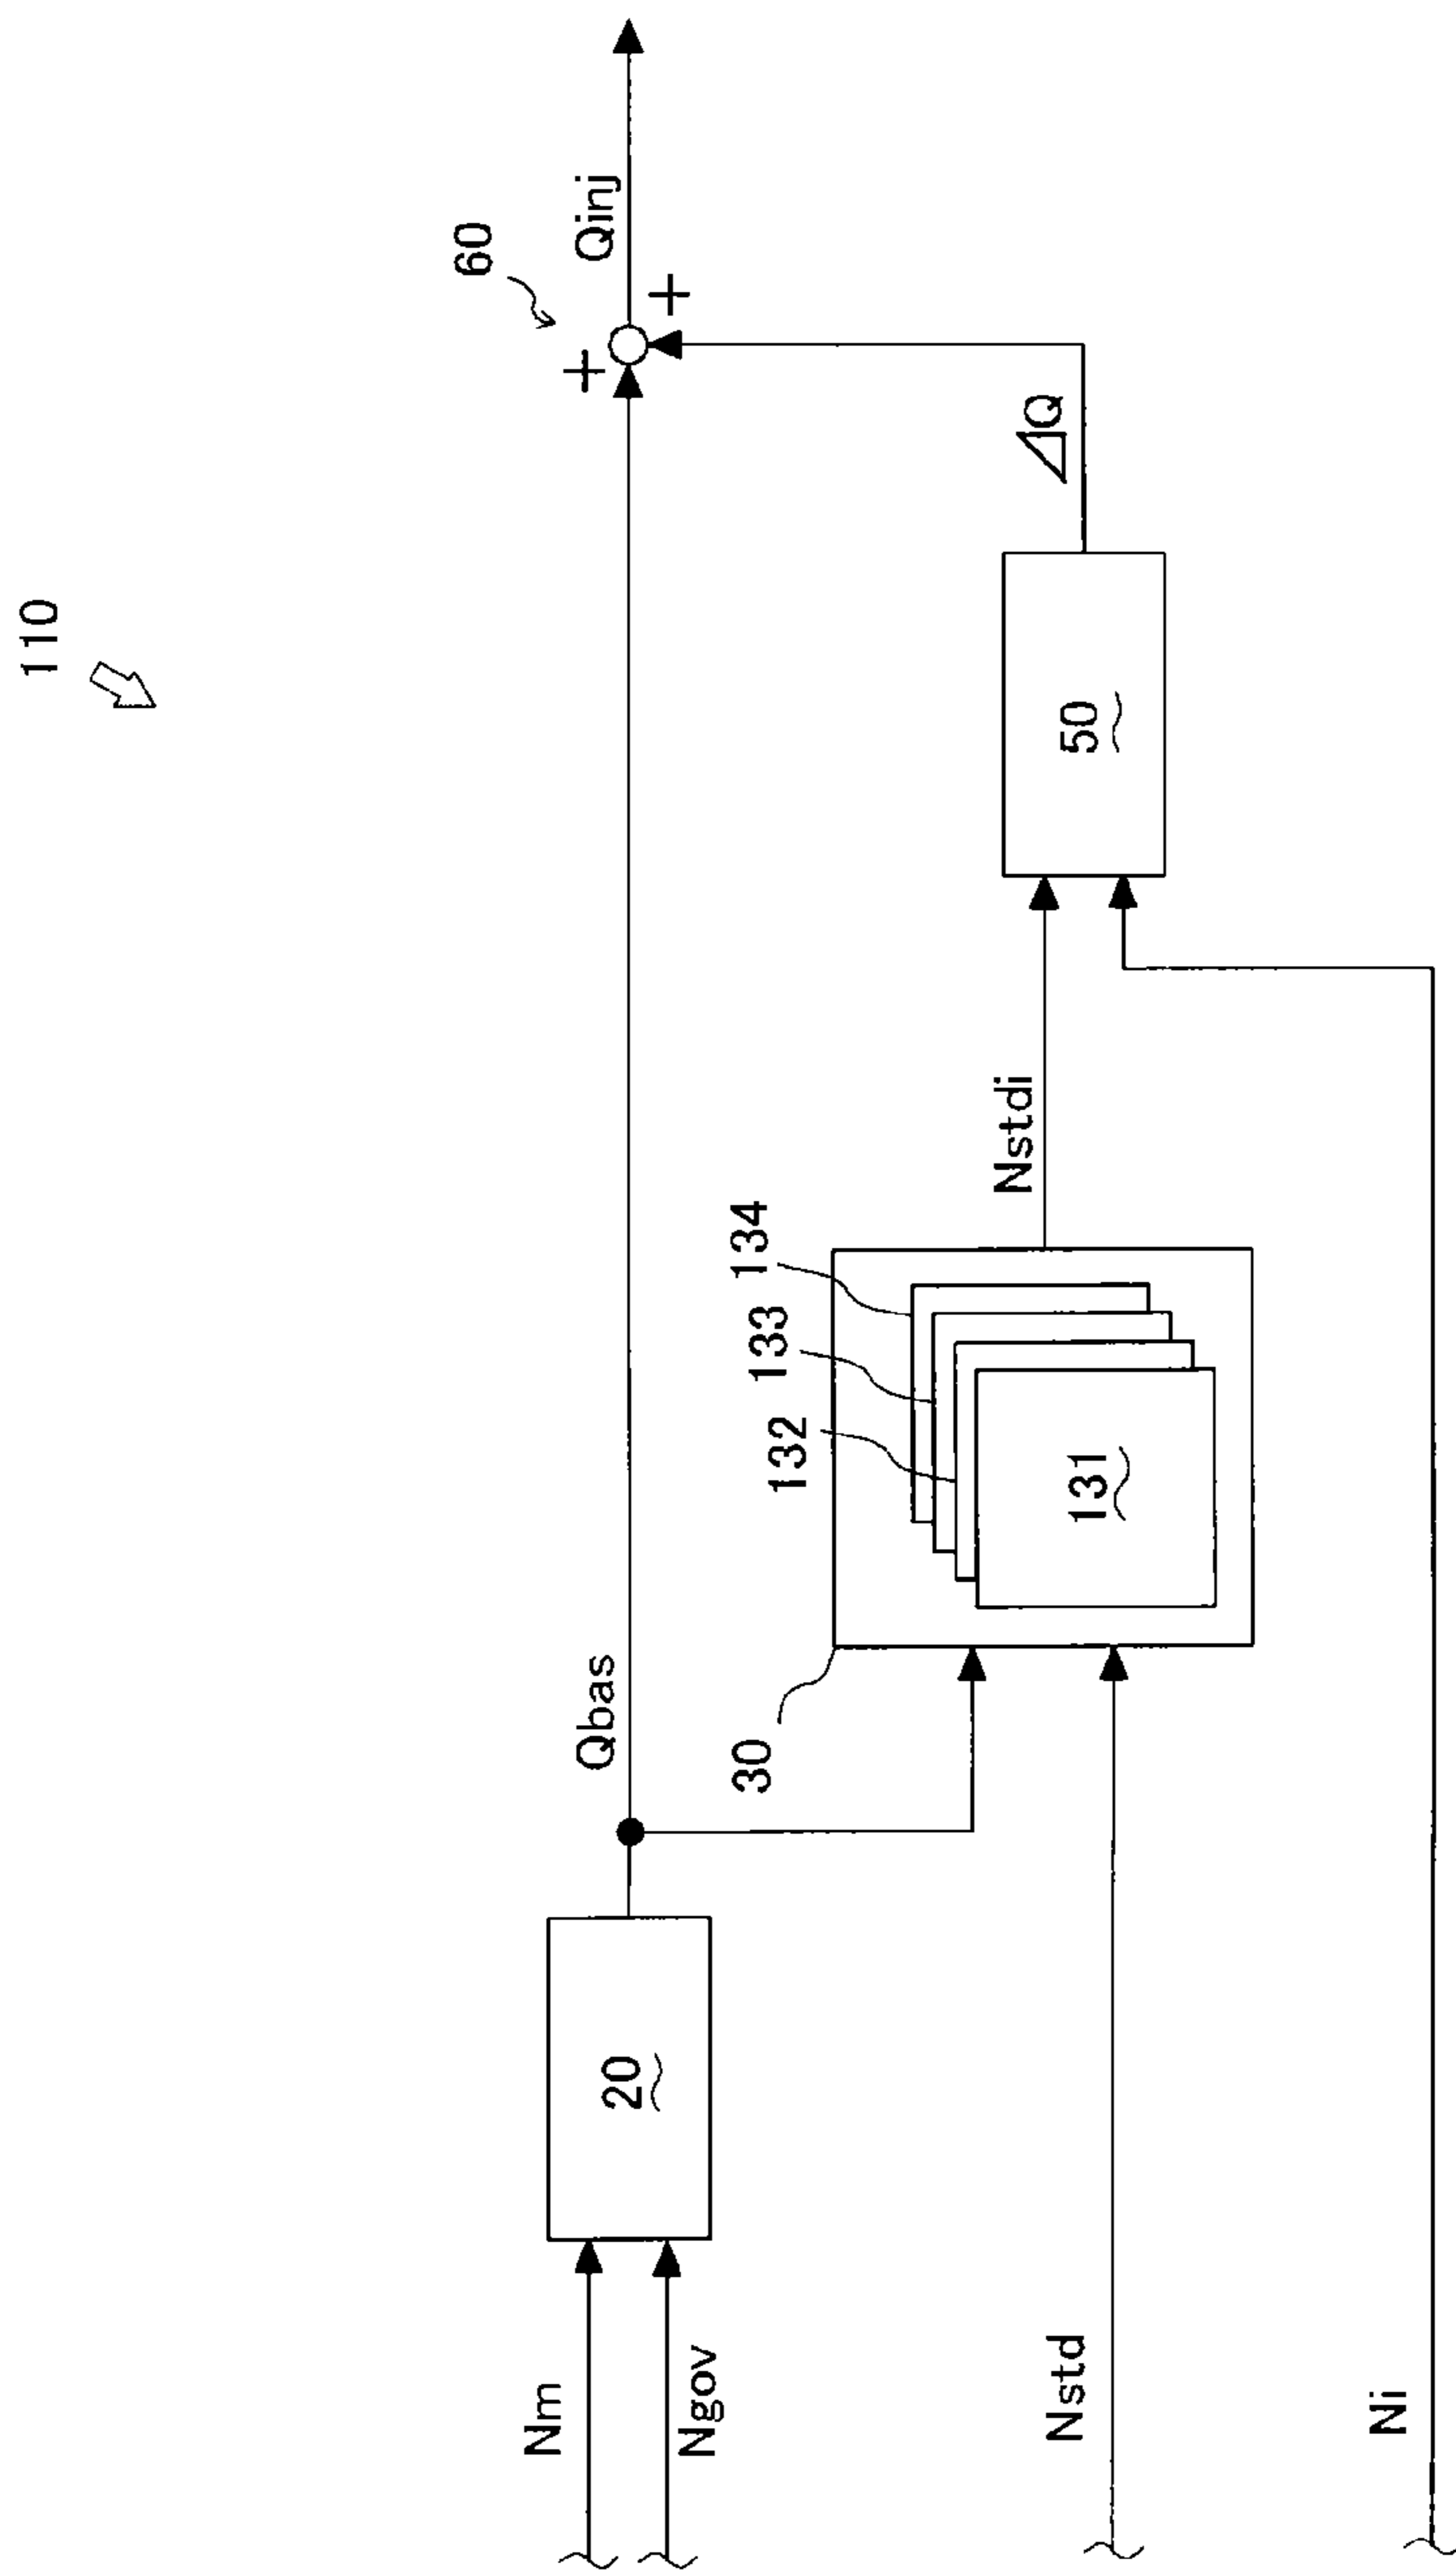 110
60
Qinj
+
+
ΔQ
50
Nstdi
134
133
132
131
30
Qbas
20
Nm
Ngov
Nstd
Ni